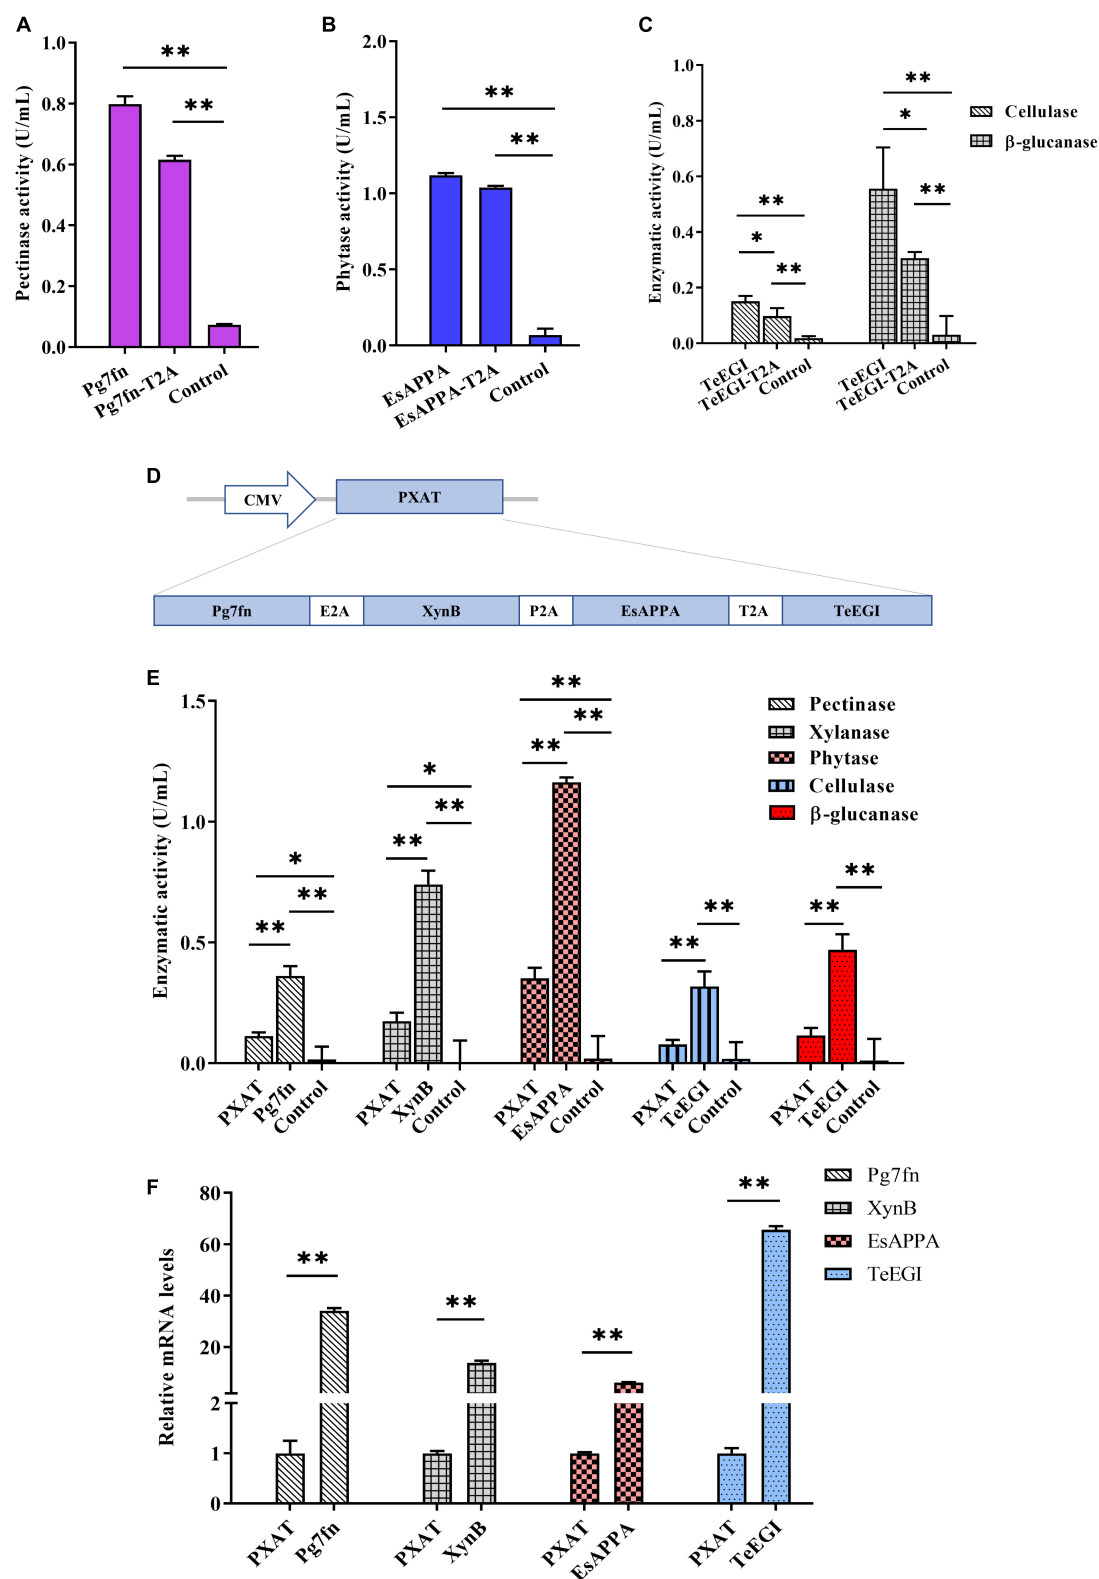 A
Pectinase activity (U/mL)
1.0
0.8
0.6
0.4
0.2
0.0
** 
**
Pg7fn
Pg7fn-T2A
Control
B
Phytase activity (U/mL)
2.0
1.5
1.0
0.5
0.0
**
**
EsAPPA
EsAPPA-T2A
Control
C
Enzymatic activity (U/mL)
1.0
0.8
0.6
0.4
0.2
0.0
**
*
**
**
*
**
TeEGI
TeEGI-T2A
Control
TeEGI
TeEGI-T2A
Control
Cellulase
β-glucanase
D
CMV
PXAT
Pg7fn E2A XynB P2A EsAPPA T2A TeEGI
E
Enzymatic activity (U/mL)
1.5
1.0
0.5
0.0
*
**
**
*
**
**
**
**
**
**
**
**
**
PXAT
Pg7fn
Control
PXAT
XynB
Control
PXAT
EsAPPA
Control
PXAT
TeEGI
Control
PXAT
TeEGI
Control
Pectinase
Xylanase
Phytase
Cellulase
β-glucanase
F
Relative mRNA levels
80
60
40
20
2
1
0
**
**
**
**
PXAT
Pg7fn
PXAT
XynB
PXAT
EsAPPA
PXAT
TeEGI
Pg7fn
XynB
EsAPPA
TeEGI